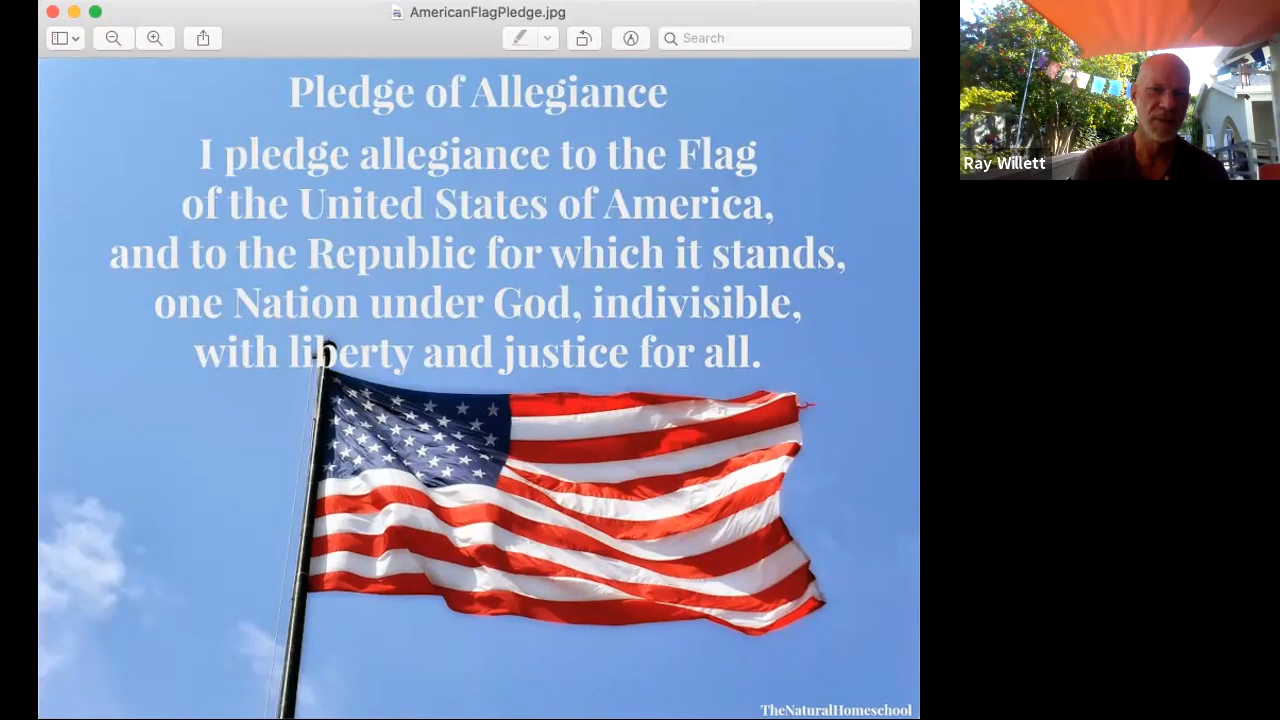 AmericanFlagPledge.jpg
Search
Pledge of Allegiance
I pledge allegiance to the Flag
of the United States of America,
and to the Republic for which it stands,
one Nation under God, indivisible,
with liberty and justice for all.
TheNaturalHomeschool
Ray Willett